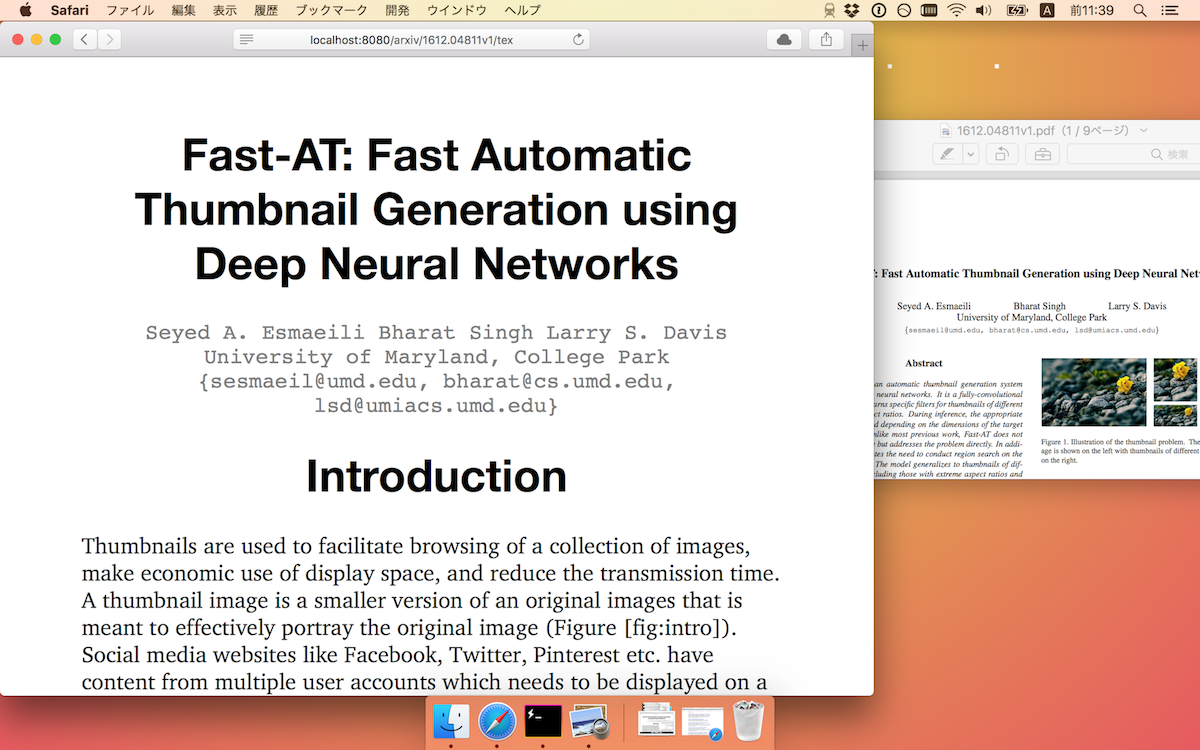 Safari ファイル 編集 表示 履歴 ブックマーク 開発 ウインドウ ヘルプ
A 前11:39
localhost:8080/arxiv/1612.04811v1/tex
Fast-AT: Fast Automatic
Thumbnail Generation using
Deep Neural Networks
Seyed A. Esmaeili Bharat Singh Larry S. Davis
University of Maryland, College Park
{sesmaeil@umd.edu, bharat@cs.umd.edu,
lsd@umiacs.umd.edu}
Introduction
Thumbnails are used to facilitate browsing of a collection of images,
make economic use of display space, and reduce the transmission time.
A thumbnail image is a smaller version of an original images that is
meant to effectively portray the original image (Figure [fig:intro]).
Social media websites like Facebook, Twitter, Pinterest etc. have
content from multiple user accounts which needs to be displayed on a
1612.04811v1.pdf（1 / 9ページ）
検索
: Fast Automatic Thumbnail Generation using Deep Neural Net
Seyed A. Esmaeili Bharat Singh Larry S. Davis
University of Maryland, College Park
{sesmaeil@umd.edu, bharat@cs.umd.edu, lsd@umiacs.umd.edu}
Abstract
an automatic thumbnail generation system
neural networks. It is a fully-convolutional
arns specific filters for thumbnails of different
ct ratios. During inference, the appropriate
d depending on the dimensions of the target
nlike most previous work, Fast-AT does not
but addresses the problem directly. In addi-
tes the need to conduct region search on the
The model generalizes to thumbnails of dif-
luding those with extreme aspect ratios and
Figure 1. Illustration of the thumbnail problem. The
age is shown on the left with thumbnails of different
on the right.